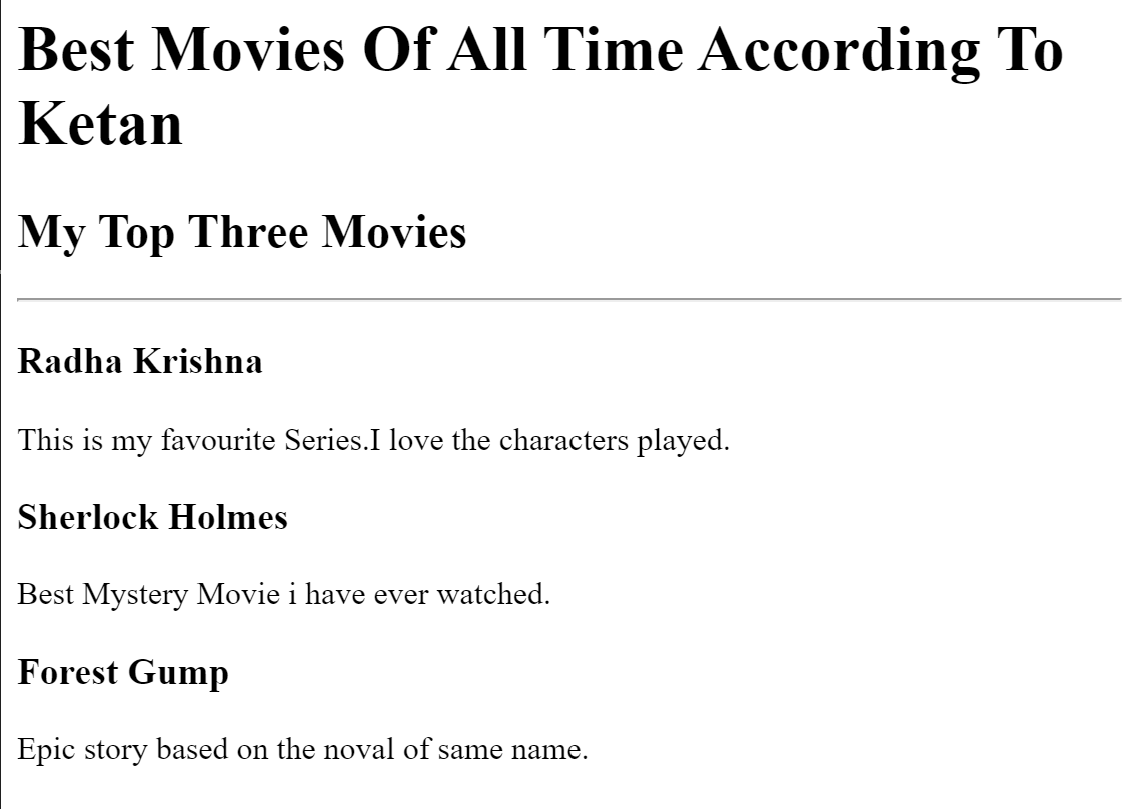 Best Movies Of All Time According To
Ketan
My Top Three Movies
Radha Krishna
This is my favourite Series.I love the characters played.
Sherlock Holmes
Best Mystery Movie i have ever watched.
Forest Gump
Epic story based on the noval of same name.